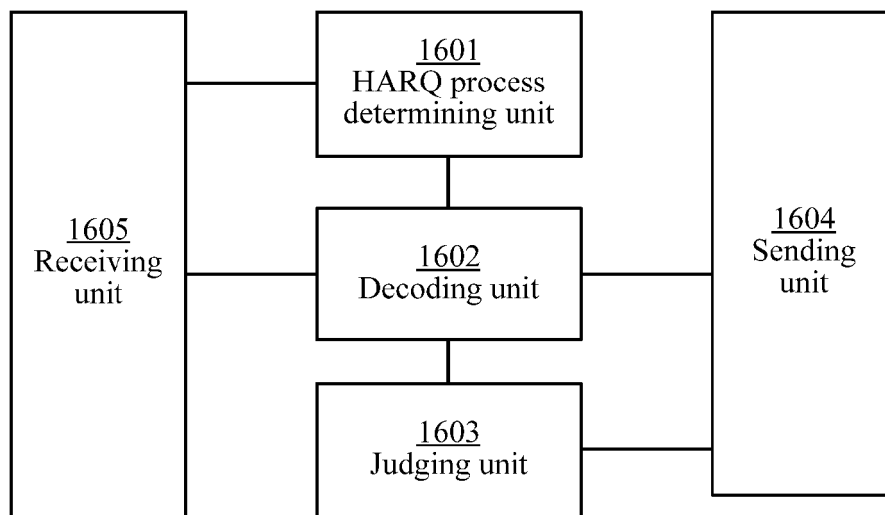 1601
HARQ process
determining unit
1605
Receiving
unit
1602
Decoding unit
1604
Sending
unit
1603
Judging unit